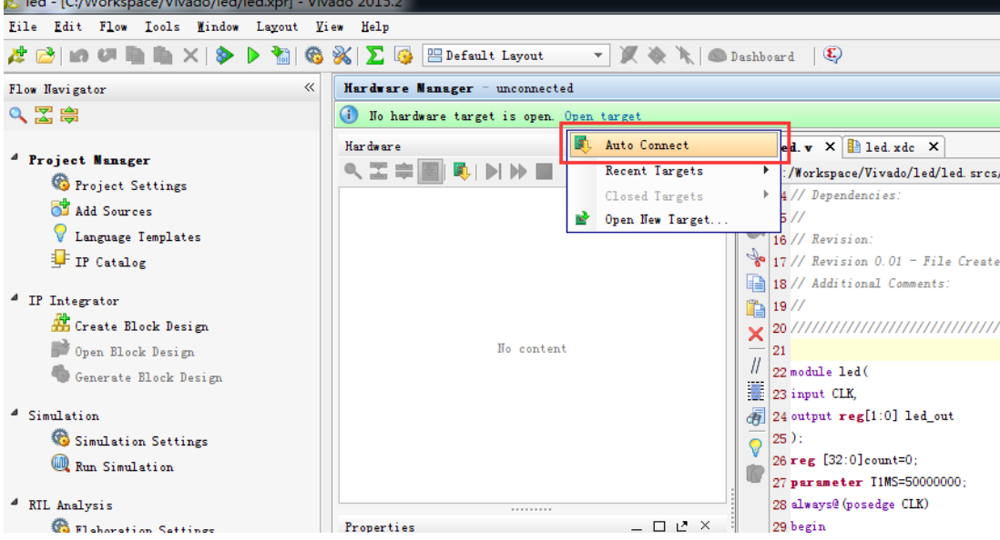 led - [C:/Workspace/Vivado/led/led.xpr] - Vivado 2015.2
File Edit Flow Tools Window Layout View Help
Default Layout
Dashboard
Flow Navigator
Hardware Manager - unconnected
No hardware target is open. Open target
Hardware
Auto Connect
Recent Targets
Closed Targets
Open New Target...
ed.v
led.xdc
:/Workspace/Vivado/led/led.srcs/
Project Manager
Project Settings
Add Sources
Language Templates
IP Catalog
IP Integrator
Create Block Design
Open Block Design
Generate Block Design
Simulation
Simulation Settings
Run Simulation
RTL Analysis
Elaboration Settings
No content
Properties
4 // Dependencies:
5 //
16 // Revision:
17 // Revision 0.01 - File Create
18 // Additional Comments:
19 //
20 //////////////////////////////
21
22 module led(
23 input CLK,
24 output reg[1:0] led_out
25 );
26 reg [32:0]count=0;
27 parameter T1MS=50000000;
28 always@(posedge CLK)
29 begin